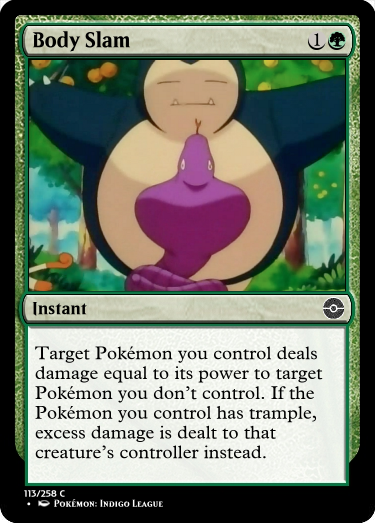 Body Slam 1
Instant
Target Pokémon you control deals
damage equal to its power to target
Pokémon you don't control. If the
Pokémon you control has trample,
excess damage is dealt to that
creature's controller instead.
113/258 C
• Pokémon: Indigo League